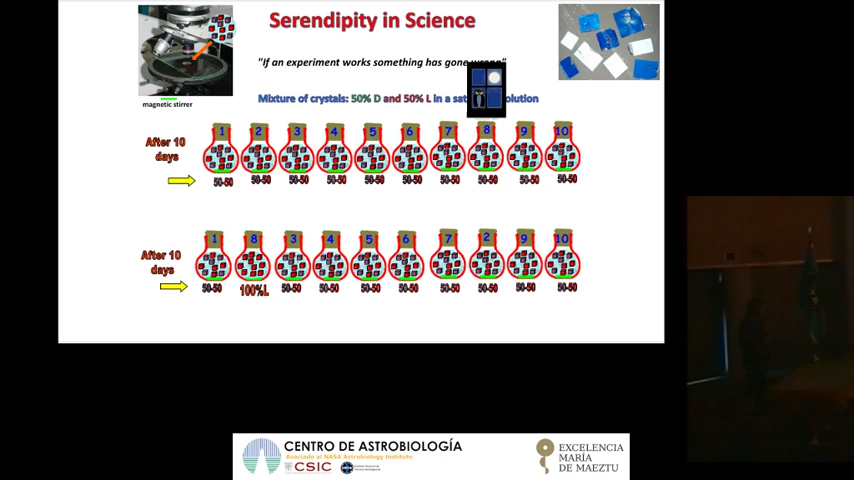 Serendipity in Science
"If an experiment works something has gone wrong"
magnetic stirrer
Mixture of crystals: 50% D and 50% L in a sat olution
After 10 days
1 2 3 4 5 6 7 8 9 10
50-50 50-50 50-50 50-50 50-50 50-50 50-50 50-50 50-50 50-50
After 10 days
1 8 3 4 5 6 7 2 9 10
50-50 100%L 50-50 50-50 50-50 50-50 50-50 50-50 50-50 50-50
CENTRO DE ASTROBIOLOGÍA
Asociado al NASA Astrobiology Institute
CSIC
EXCELENCIA
MARÍA
DE MAEZTU